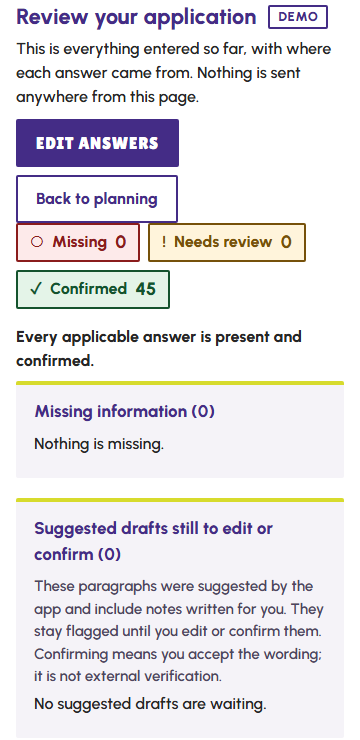 Review your application DEMO
This is everything entered so far, with where
each answer came from. Nothing is sent
anywhere from this page.
EDIT ANSWERS
Back to planning
○ Missing 0 ! Needs review 0
✓ Confirmed 45
Every applicable answer is present and
confirmed.
Missing information (0)
Nothing is missing.
Suggested drafts still to edit or
confirm (0)
These paragraphs were suggested by the
app and include notes written for you. They
stay flagged until you edit or confirm them.
Confirming means you accept the wording;
it is not external verification.
No suggested drafts are waiting.